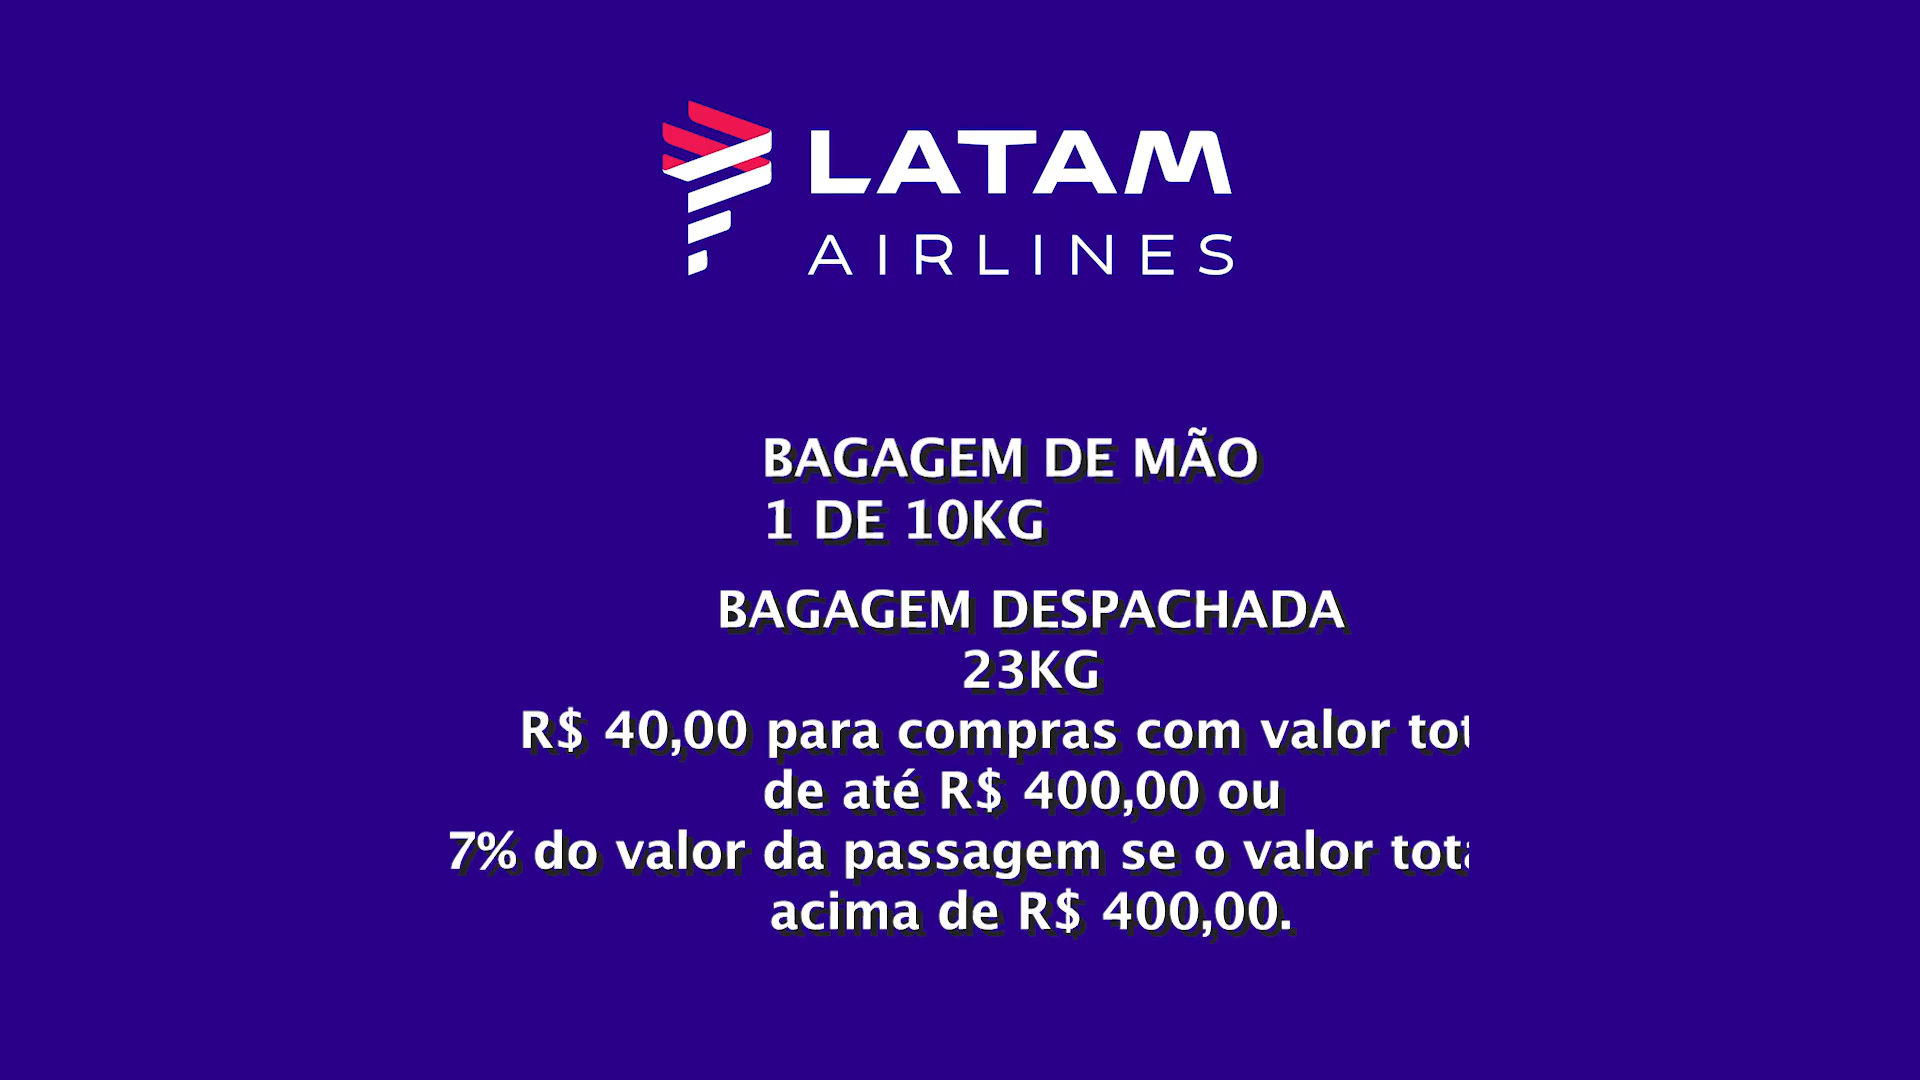 LATAM
AIRLINES
BAGAGEM DE MÃO
1 DE 10KG
BAGAGEM DESPACHADA
23KG
R$ 40,00 para compras com valor
de até R$ 400,00 ou
7% do valor da passagem se o valor
acima de R$ 400,00.